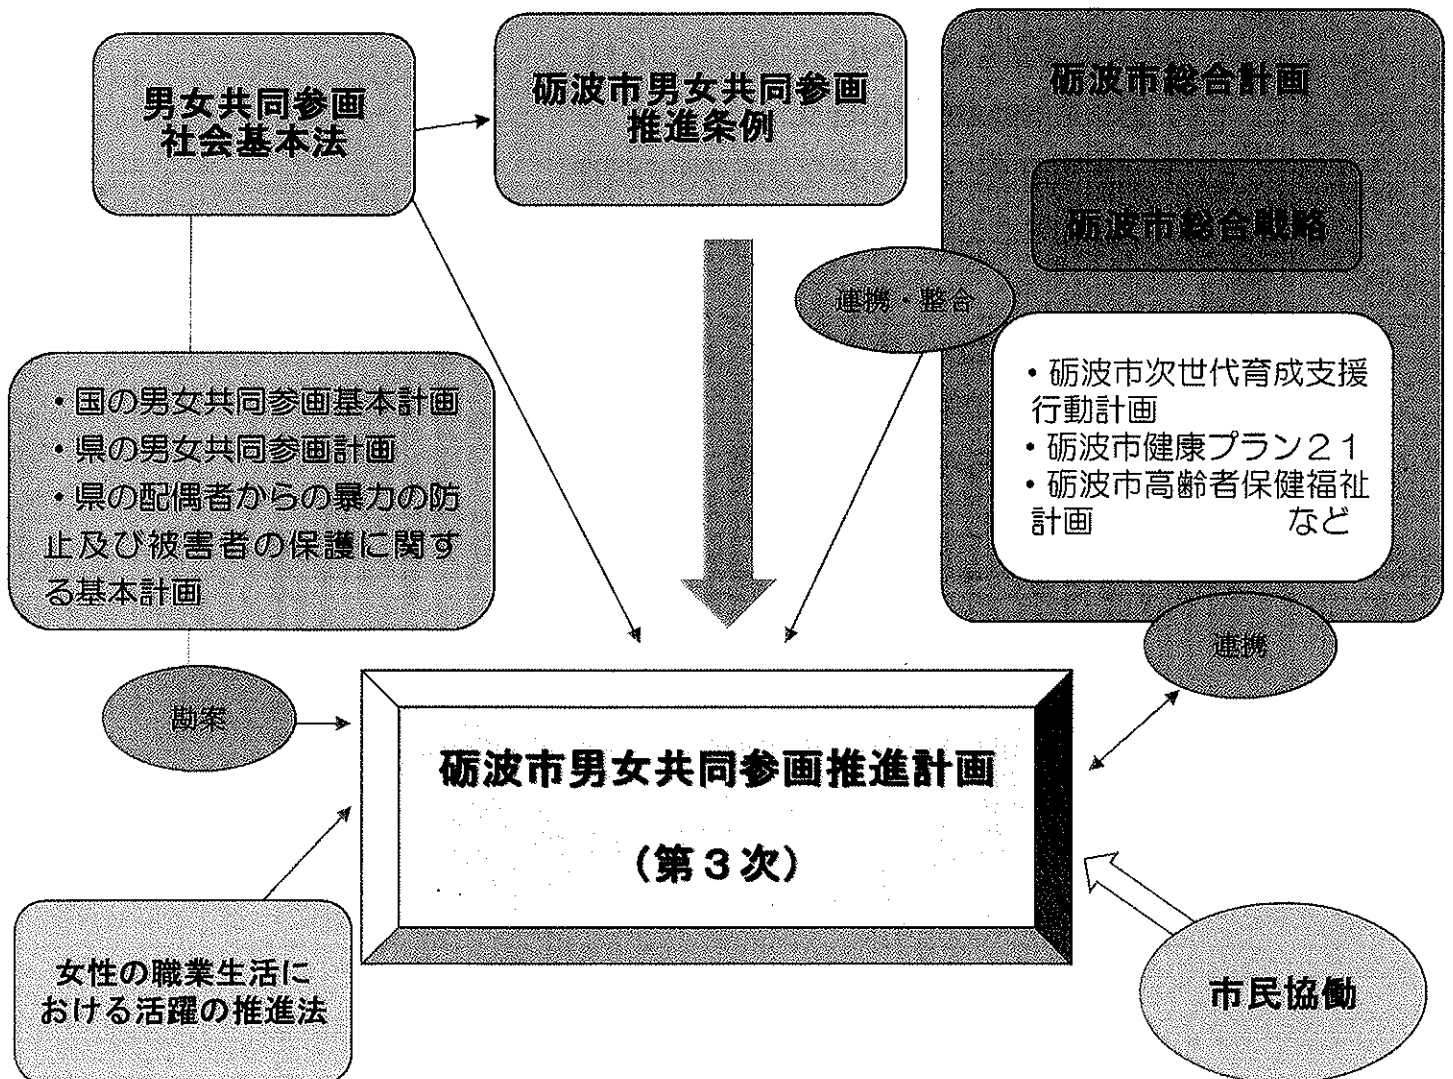 男女共同参画
社会基本法
砺波市男女共同参画
推進条例
砺波市総合計画
砺波市総合戦略
連携・整合
・砺波市次世代育成支援
行動計画
・砺波市健康プラン２１
・砺波市高齢者保健福祉
計画 など
・国の男女共同参画基本計画
・県の男女共同参画計画
・県の配偶者からの暴力の防
止及び被害者の保護に関す
る基本計画
連携
勘案
砺波市男女共同参画推進計画
（第３次）
女性の職業生活に
おける活躍の推進法
市民協働